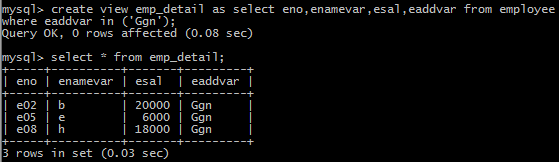 mysql> create view emp_detail as select eno,enamevar,esal,eaddvar from employee
where eaddvar in ('Ggn');
Query OK, 0 rows affected (0.08 sec)
mysql> select * from emp_detail;
+-----+----------+-------+---------+
| eno | enamevar | esal  | eaddvar |
+-----+----------+-------+---------+
| e02 | b        | 20000 | Ggn     |
| e05 | e        |  6000 | Ggn     |
| e08 | h        | 18000 | Ggn     |
+-----+----------+-------+---------+
3 rows in set (0.03 sec)